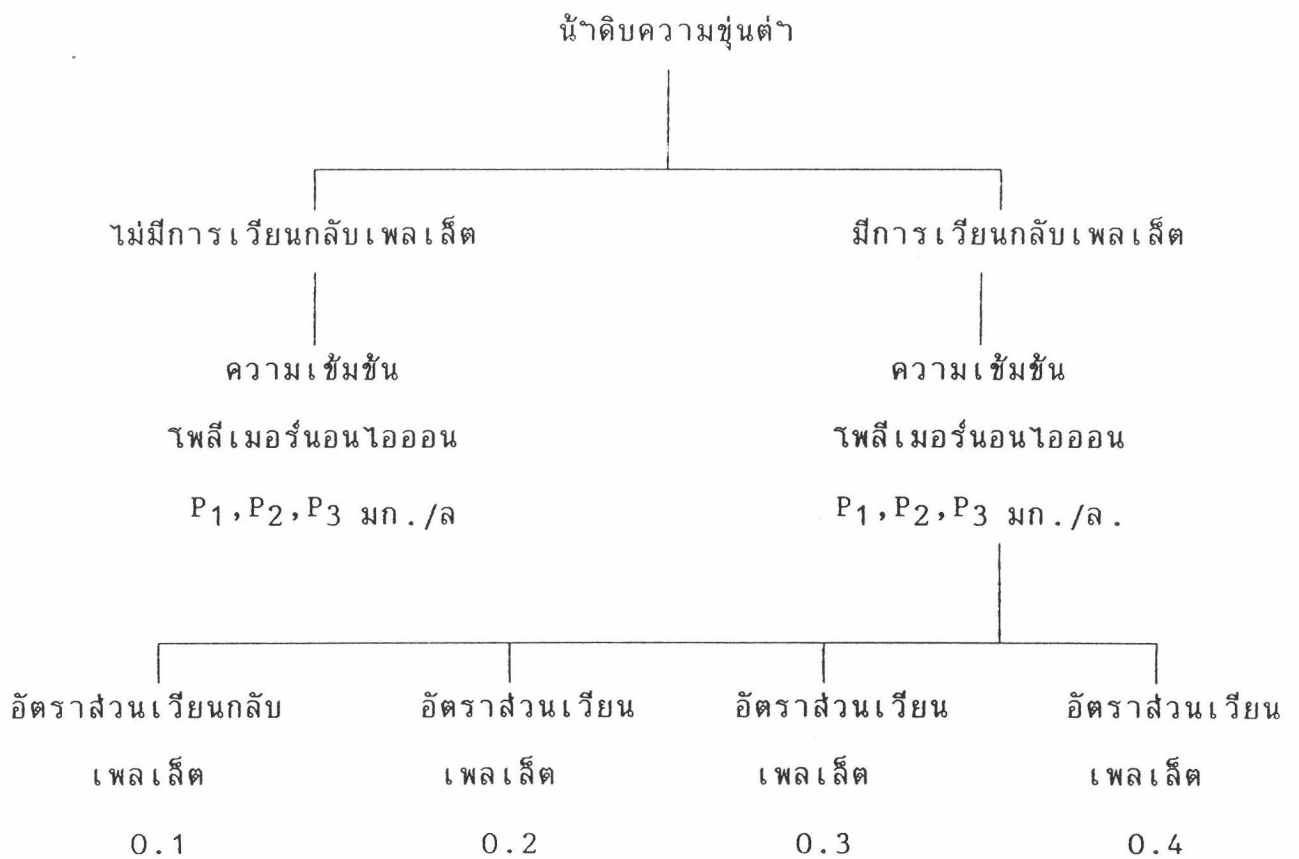 น้ำดิบความขุ่นต่ำ
ไม่มีการเวียนกลับเพลเล็ต มีการเวียนกลับเพลเล็ต
ความเข้มข้น ความเข้มข้น
โพลีเมอร์นอนไอออน โพลีเมอร์นอนไอออน
P1,P2,P3 มก./ล P1,P2,P3 มก./ล.
อัตราส่วนเวียนกลับ อัตราส่วนเวียน อัตราส่วนเวียน อัตราส่วนเวียน
เพลเล็ต เพลเล็ต เพลเล็ต เพลเล็ต
0.1 0.2 0.3 0.4